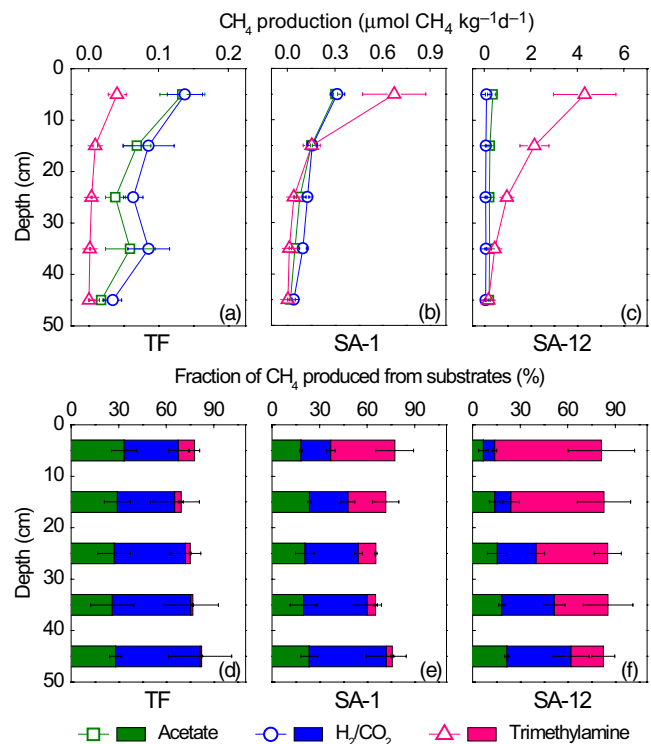 CH₄ production (μmol CH₄ kg⁻¹d⁻¹)
0.0 0.1 0.2 0.0 0.3 0.6 0.9 0 2 4 6
0
10
20
30
40
50
Depth (cm)
(a) (b) (c)
TF SA-1 SA-12
Fraction of CH₄ produced from substrates (%)
0 30 60 90 0 30 60 90 0 30 60 90
0
10
20
30
40
50
Depth (cm)
(d) (e) (f)
TF SA-1 SA-12
Acetate H₂/CO₂ Trimethylamine